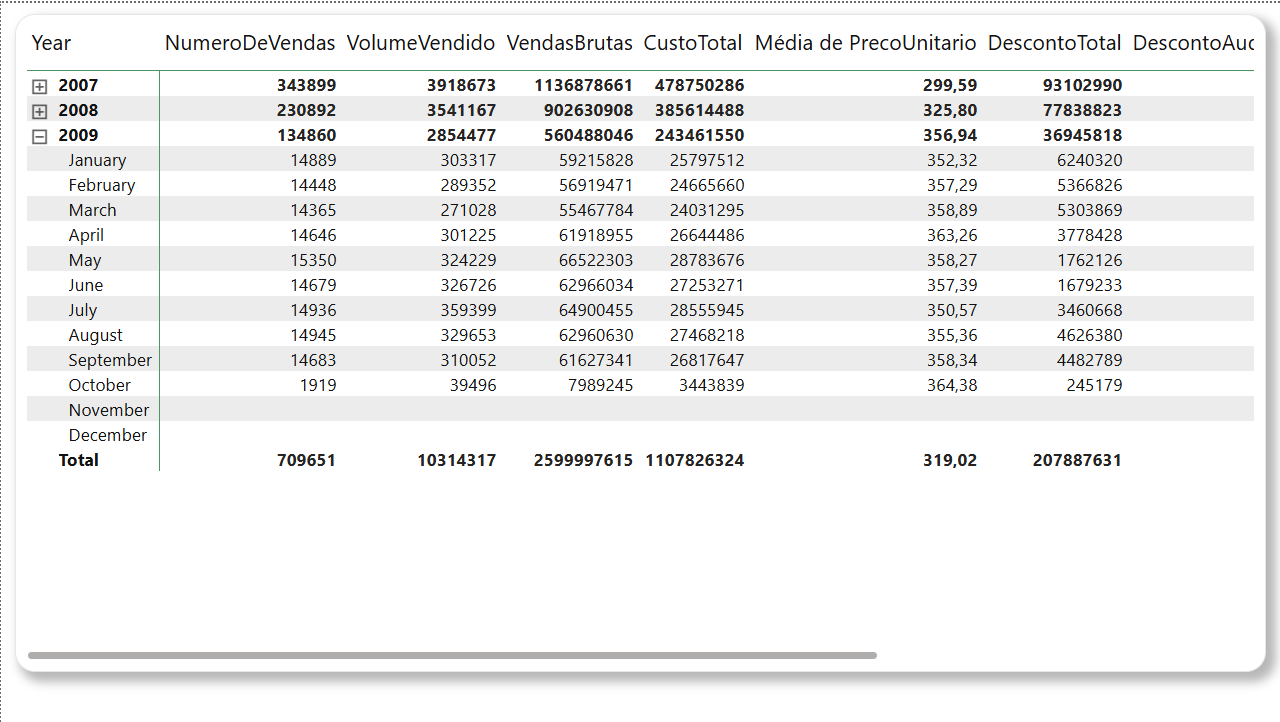 Year NumeroDeVendas VolumeVendido VendasBrutas CustoTotal Média de PrecoUnitario DescontoTotal DescontoAuc
2007 343899 3918673 1136878661 478750286 299,59 93102990
2008 230892 3541167 902630908 385614488 325,80 77838823
2009 134860 2854477 560488046 243461550 356,94 36945818
January 14889 303317 59215828 25797512 352,32 6240320
February 14448 289352 56919471 24665660 357,29 5366826
March 14365 271028 55467784 24031295 358,89 5303869
April 14646 301225 61918955 26644486 363,26 3778428
May 15350 324229 66522303 28783676 358,27 1762126
June 14679 326726 62966034 27253271 357,39 1679233
July 14936 359399 64900455 28555945 350,57 3460668
August 14945 329653 62960630 27468218 355,36 4626380
September 14683 310052 61627341 26817647 358,34 4482789
October 1919 39496 7989245 3443839 364,38 245179
November
December
Total 709651 10314317 2599997615 1107826324 319,02 207887631